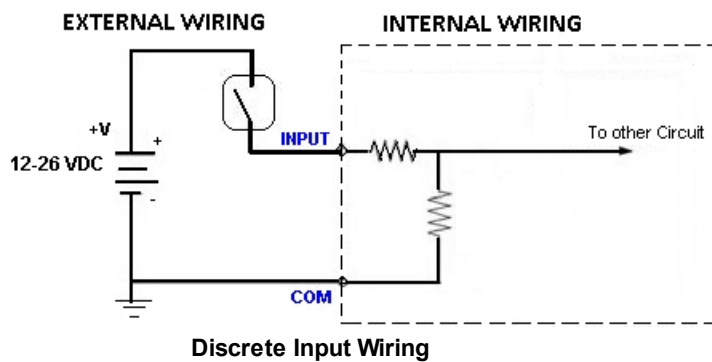 EXTERNAL WIRING
INTERNAL WIRING
+V
+
12-26 VDC
-
INPUT
To other Circuit
COM
Discrete Input Wiring